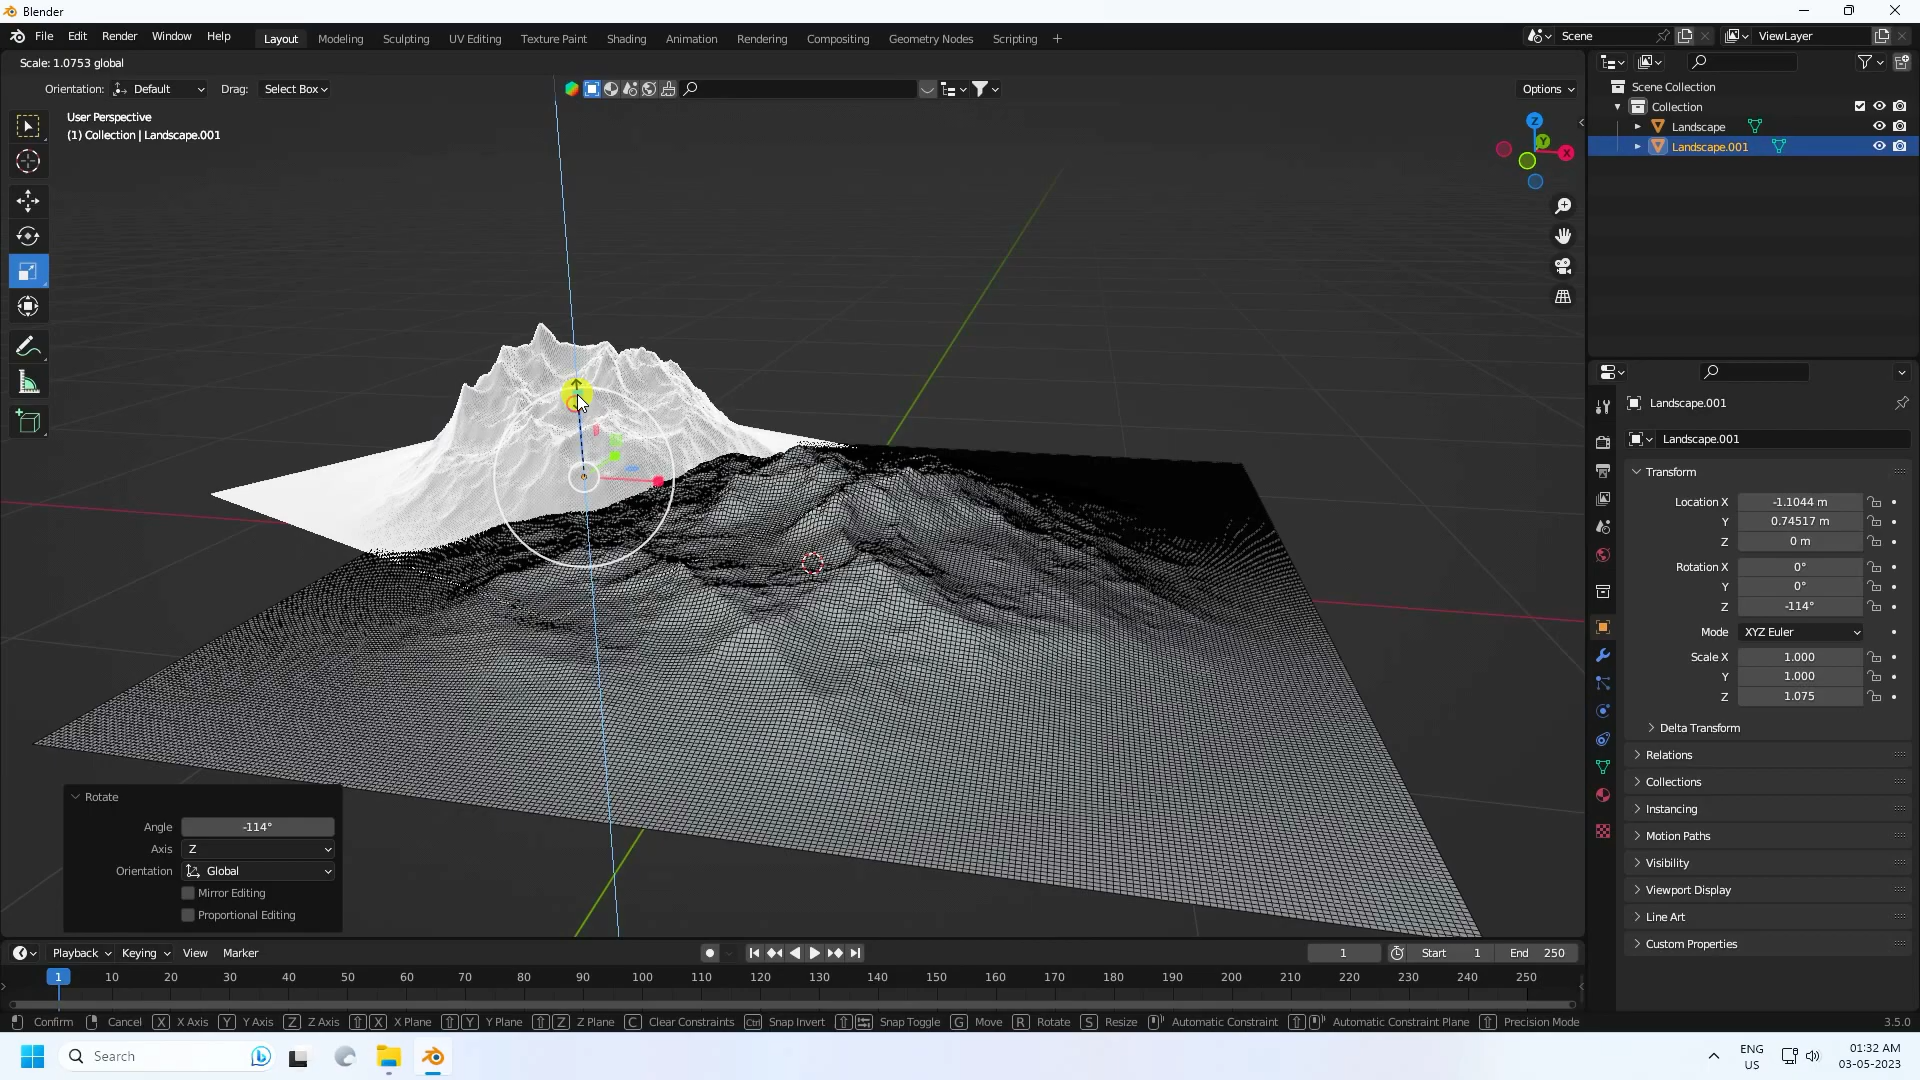 Blender
File Edit Render Window Help
Layout Modeling Sculpting UV Editing Texture Paint Shading Animation Rendering Compositing Geometry Nodes Scripting +
Scene
ViewLayer
Scale: 1.0753 global
Orientation: Default Drag: Select Box
Options
User Perspective
(1) Collection | Landscape.001
Z
Y
X
Scene Collection
Collection
Landscape
Landscape.001
Landscape.001
Landscape.001
Transform
Location X -1.1044 m
Y 0.74517 m
Z 0 m
Rotation X 0°
Y 0°
Z -114°
Mode XYZ Euler
Scale X 1.000
Y 1.000
Z 1.075
Delta Transform
Relations
Collections
Instancing
Motion Paths
Visibility
Viewport Display
Line Art
Custom Properties
Rotate
Angle -114°
Axis Z
Orientation Global
Mirror Editing
Proportional Editing
Playback Keying View Marker
1 Start 1 End 250
1 10 20 30 40 50 60 70 80 90 100 110 120 130 140 150 160 170 180 190 200 210 220 230 240 250
Confirm Cancel X X Axis Y Y Axis Z Z Axis X X Plane Y Y Plane Z Z Plane C Clear Constraints Ctrl Snap Invert Snap Toggle G Move R Rotate S Resize Automatic Constraint Automatic Constraint Plane Precision Mode
3.5.0
Search
ENG
US
01:32 AM
03-05-2023